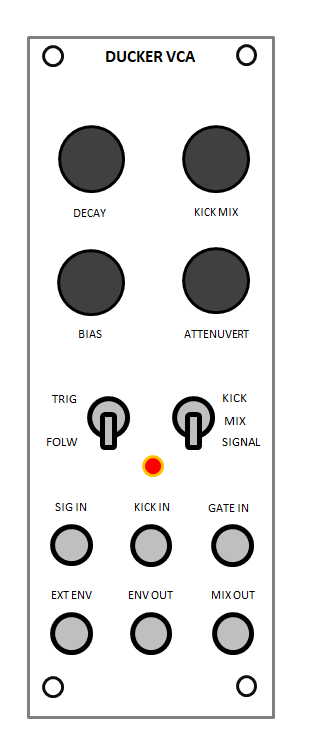 DUCKER VCA
DECAY
KICK MIX
BIAS
ATTENUVERT
TRIG
KICK
MIX
FOLW
SIGNAL
SIG IN
KICK IN
GATE IN
EXT ENV
ENV OUT
MIX OUT